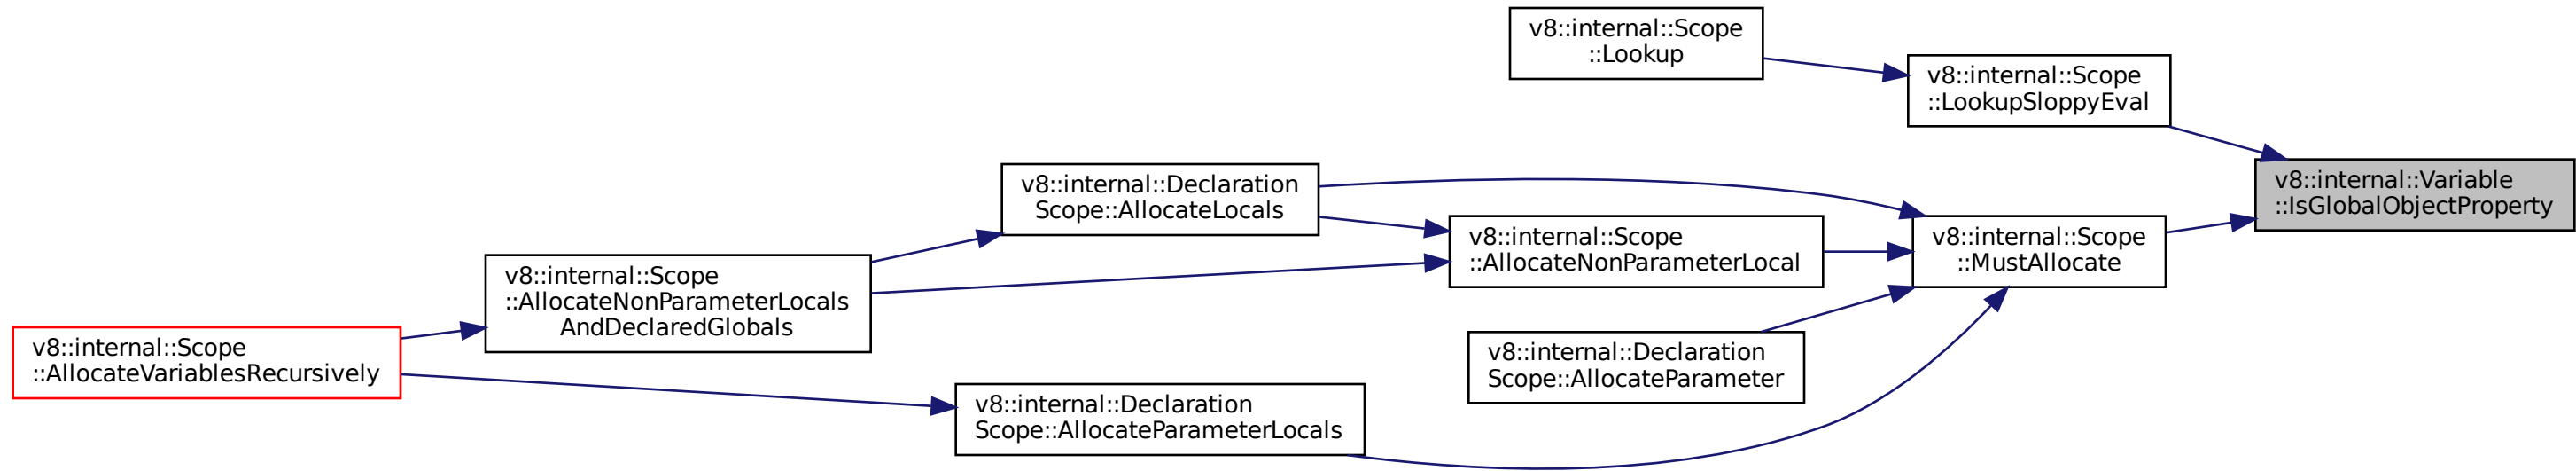 v8::internal::Scope
::Lookup
v8::internal::Scope
::LookupSloppyEval
v8::internal::Variable
::IsGlobalObjectProperty
v8::internal::Declaration
Scope::AllocateLocals
v8::internal::Scope
::AllocateNonParameterLocal
v8::internal::Scope
::MustAllocate
v8::internal::Scope
::AllocateNonParameterLocals
AndDeclaredGlobals
v8::internal::Scope
::AllocateVariablesRecursively
v8::internal::Declaration
Scope::AllocateParameter
v8::internal::Declaration
Scope::AllocateParameterLocals